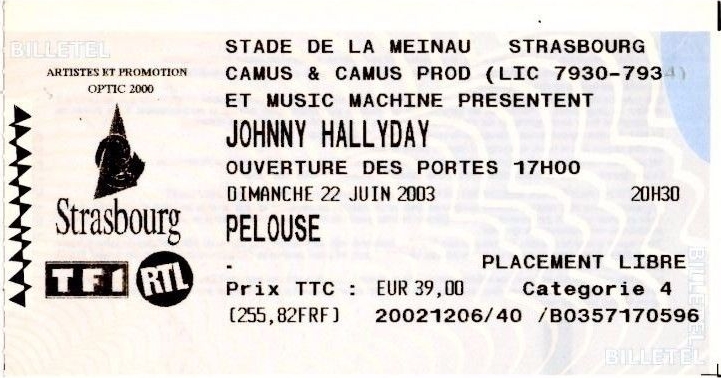 BILLETEL
ARTISTES ET PROMOTION
OPTIC 2000
Strasbourg
TF1 RTL
STADE DE LA MEINAU STRASBOURG
CAMUS & CAMUS PROD (LIC 7930-7934)
ET MUSIC MACHINE PRESENTENT
JOHNNY HALLYDAY
OUVERTURE DES PORTES 17H00
DIMANCHE 22 JUIN 2003 20H30
PELOUSE
- PLACEMENT LIBRE
Prix TTC : EUR 39,00 Categorie 4
(255,82FRF) 20021206/40 /B0357170596
BILLETEL
BILLETEL